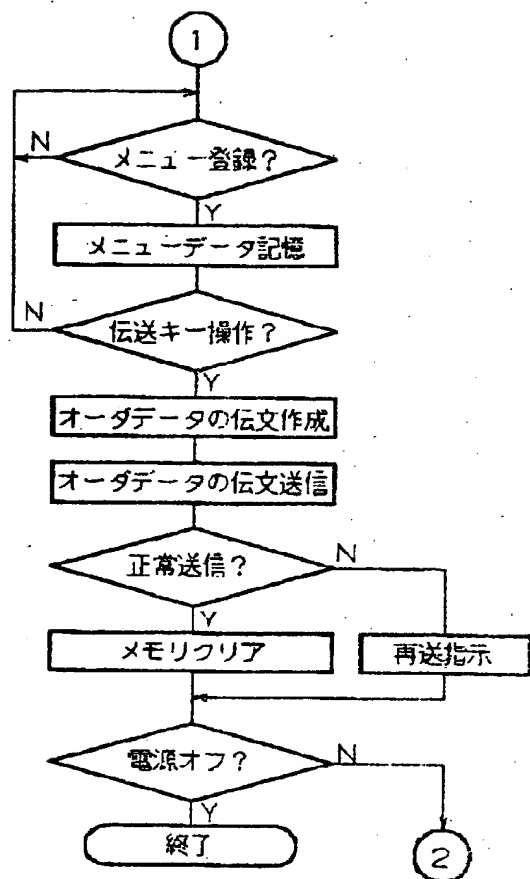 1
メニュー登録?
N
Y
メニューデータ記憶
N
伝送キー操作?
Y
オーダデータの伝文作成
オーダデータの伝文送信
正常送信?
N
Y
メモリクリア
再送指示
電源オフ?
N
Y
終了
2